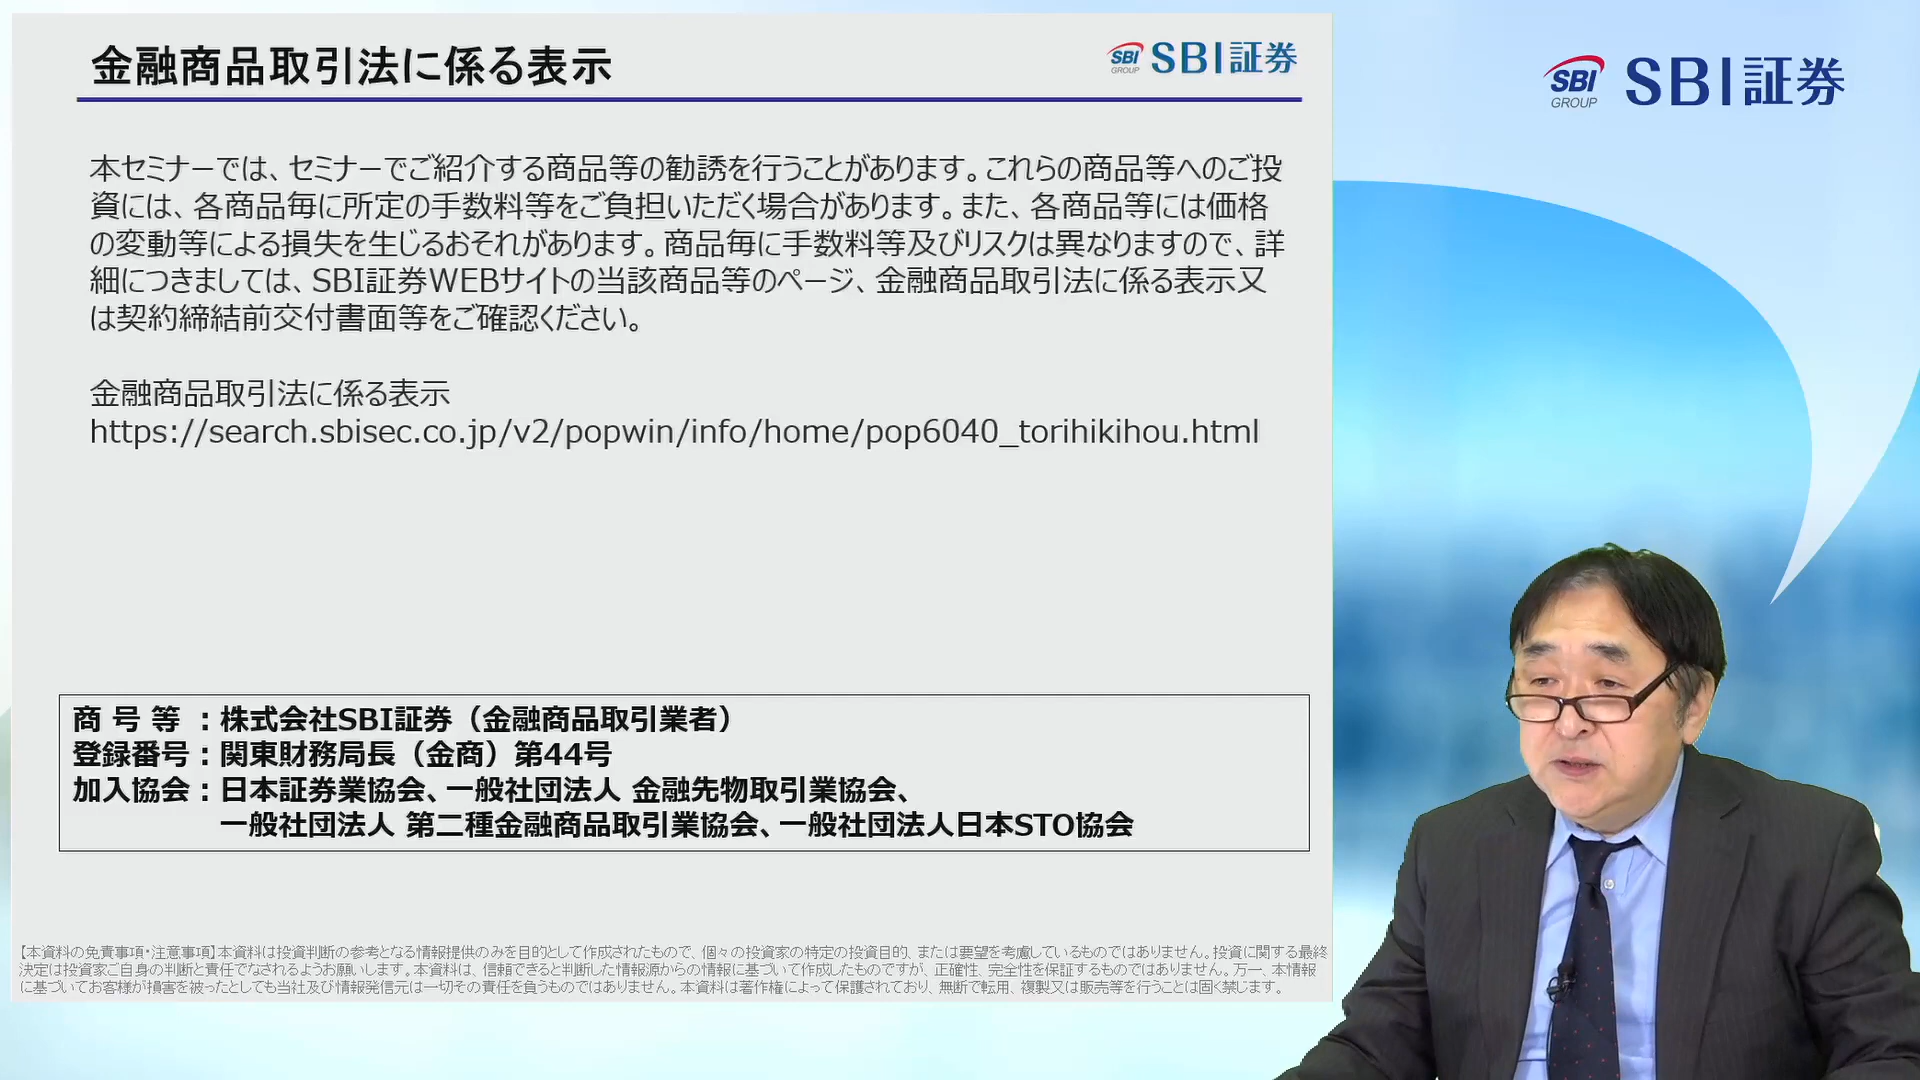 金融商品取引法に係る表示
SBI GROUP SBI証券
SBI GROUP SBI証券
本セミナーでは、セミナーでご紹介する商品等の勧誘を行うことがあります。これらの商品等へのご投
資には、各商品毎に所定の手数料等をご負担いただく場合があります。また、各商品等には価格
の変動等による損失を生じるおそれがあります。商品毎に手数料等及びリスクは異なりますので、詳
細につきましては、SBI証券WEBサイトの当該商品等のページ、金融商品取引法に係る表示又
は契約締結前交付書面等をご確認ください。
金融商品取引法に係る表示
https://search.sbisec.co.jp/v2/popwin/info/home/pop6040_torihikihou.html
商 号 等 ：株式会社SBI証券（金融商品取引業者）
登録番号：関東財務局長（金商）第44号
加入協会：日本証券業協会、一般社団法人 金融先物取引業協会、
一般社団法人 第二種金融商品取引業協会、一般社団法人日本STO協会
【本資料の免責事項・注意事項】本資料は投資判断の参考となる情報提供のみを目的として作成されたもので、個々の投資家の特定の投資目的、または要望を考慮しているものではありません。投資に関する最終
決定は投資家ご自身の判断と責任でなされるようお願いします。本資料は、信頼できると判断した情報源からの情報に基づいて作成したものですが、正確性、完全性を保証するものではありません。万一、本情報
に基づいてお客様が損害を被ったとしても当社及び情報発信元は一切その責任を負うものではありません。本資料は著作権によって保護されており、無断で転用、複製又は販売等を行うことは固く禁じます。